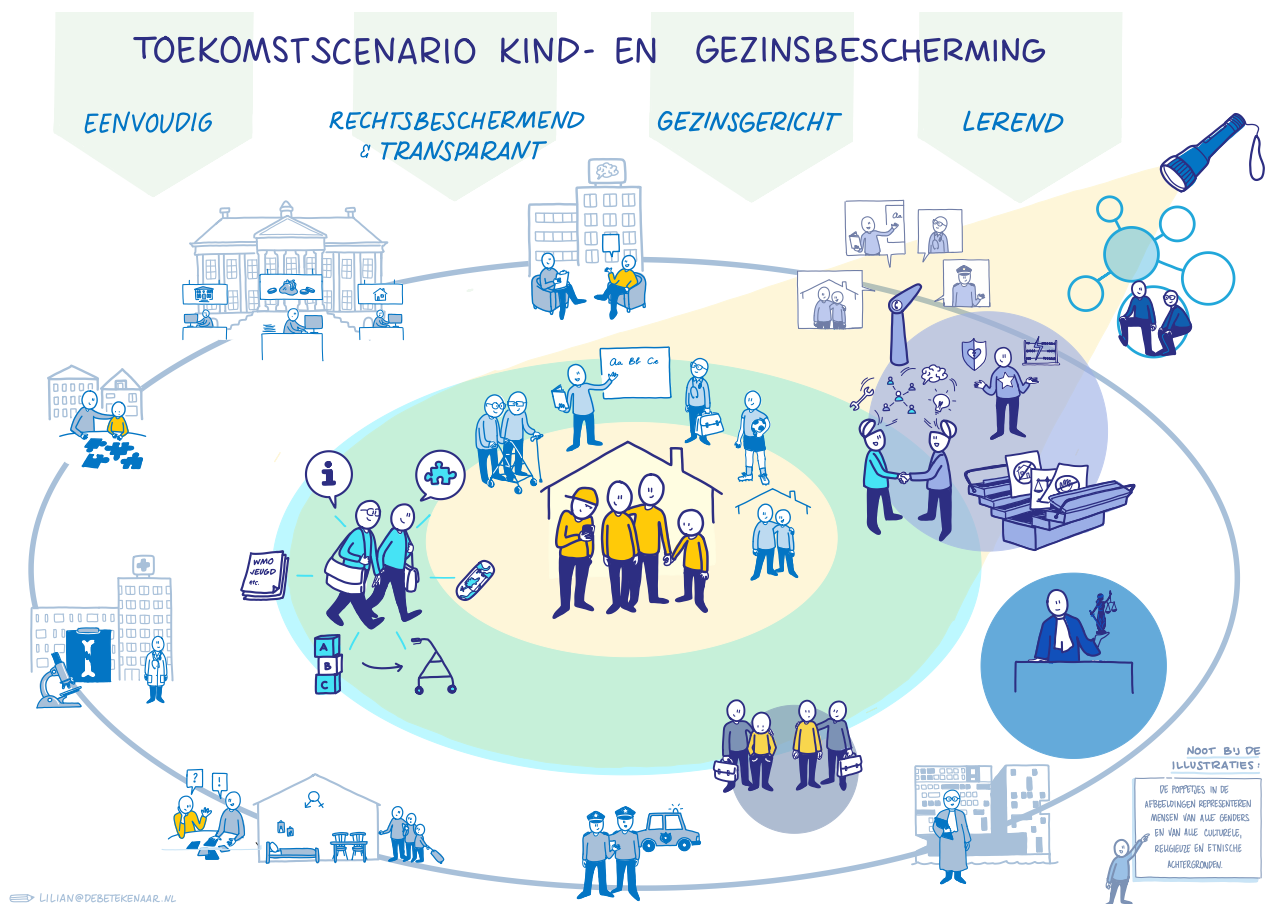 TOEKOMSTSCENARIO KIND- EN GEZINSBESCHERMING
EENVOUDIG
RECHTSBESCHERMEND
& TRANSPARANT
GEZINSGERICHT
LEREND
Aa
Aa Bb Cc
i
WMO
JEUGD
etc.
A
B
C
?
!
NOOT BIJ DE
ILLUSTRATIES:
DE POPPETJES IN DE
AFBEELDINGEN REPRESENTEREN
MENSEN VAN ALLE GENDERS
EN VAN ALLE CULTURELE,
RELIGIEUZE EN ETNISCHE
ACHTERGRONDEN.
LILIAN@DEBETEKENAAR.NL